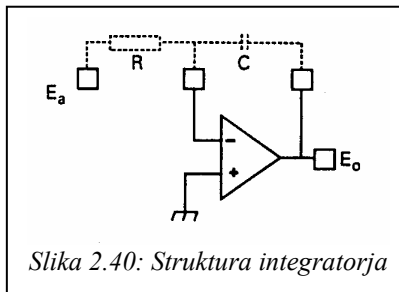 R
C
E_a
-
+
E_o
Slika 2.40: Struktura integratorja